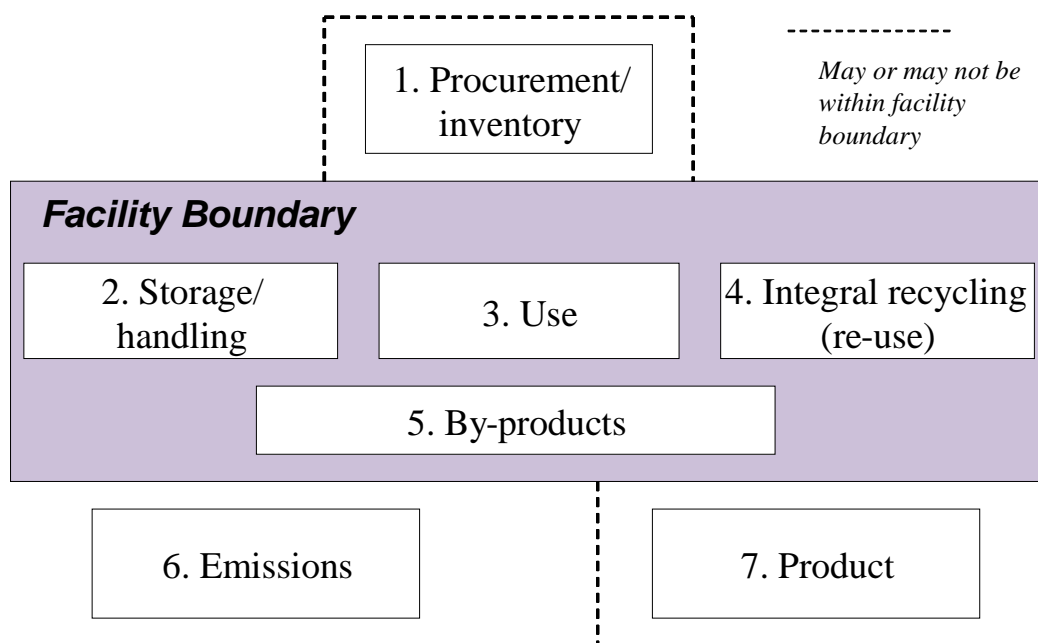 1. Procurement/
inventory
May or may not be
within facility
boundary
Facility Boundary
2. Storage/
handling
3. Use
4. Integral recycling
(re-use)
5. By-products
6. Emissions
7. Product